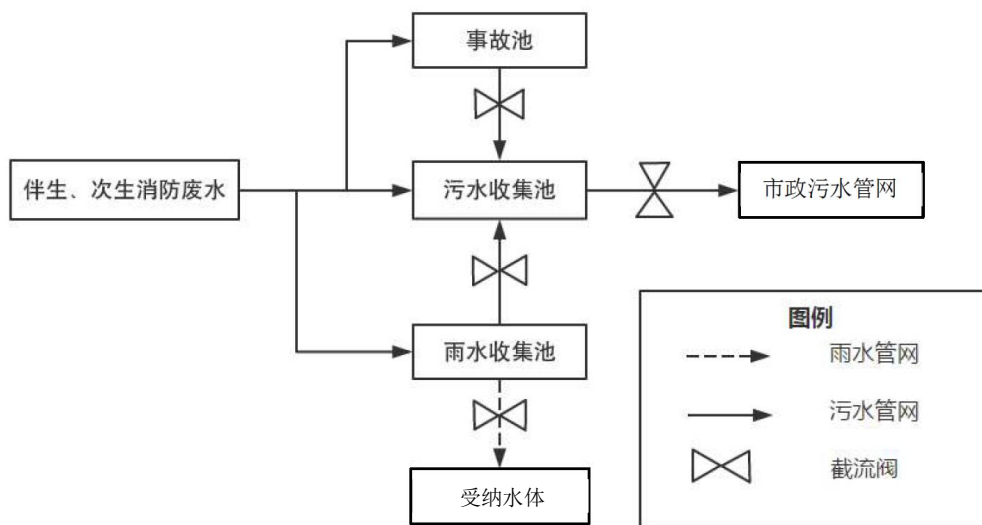 事故池
伴生、次生消防废水
污水收集池
市政污水管网
雨水收集池
受纳水体
图例
雨水管网
污水管网
截流阀